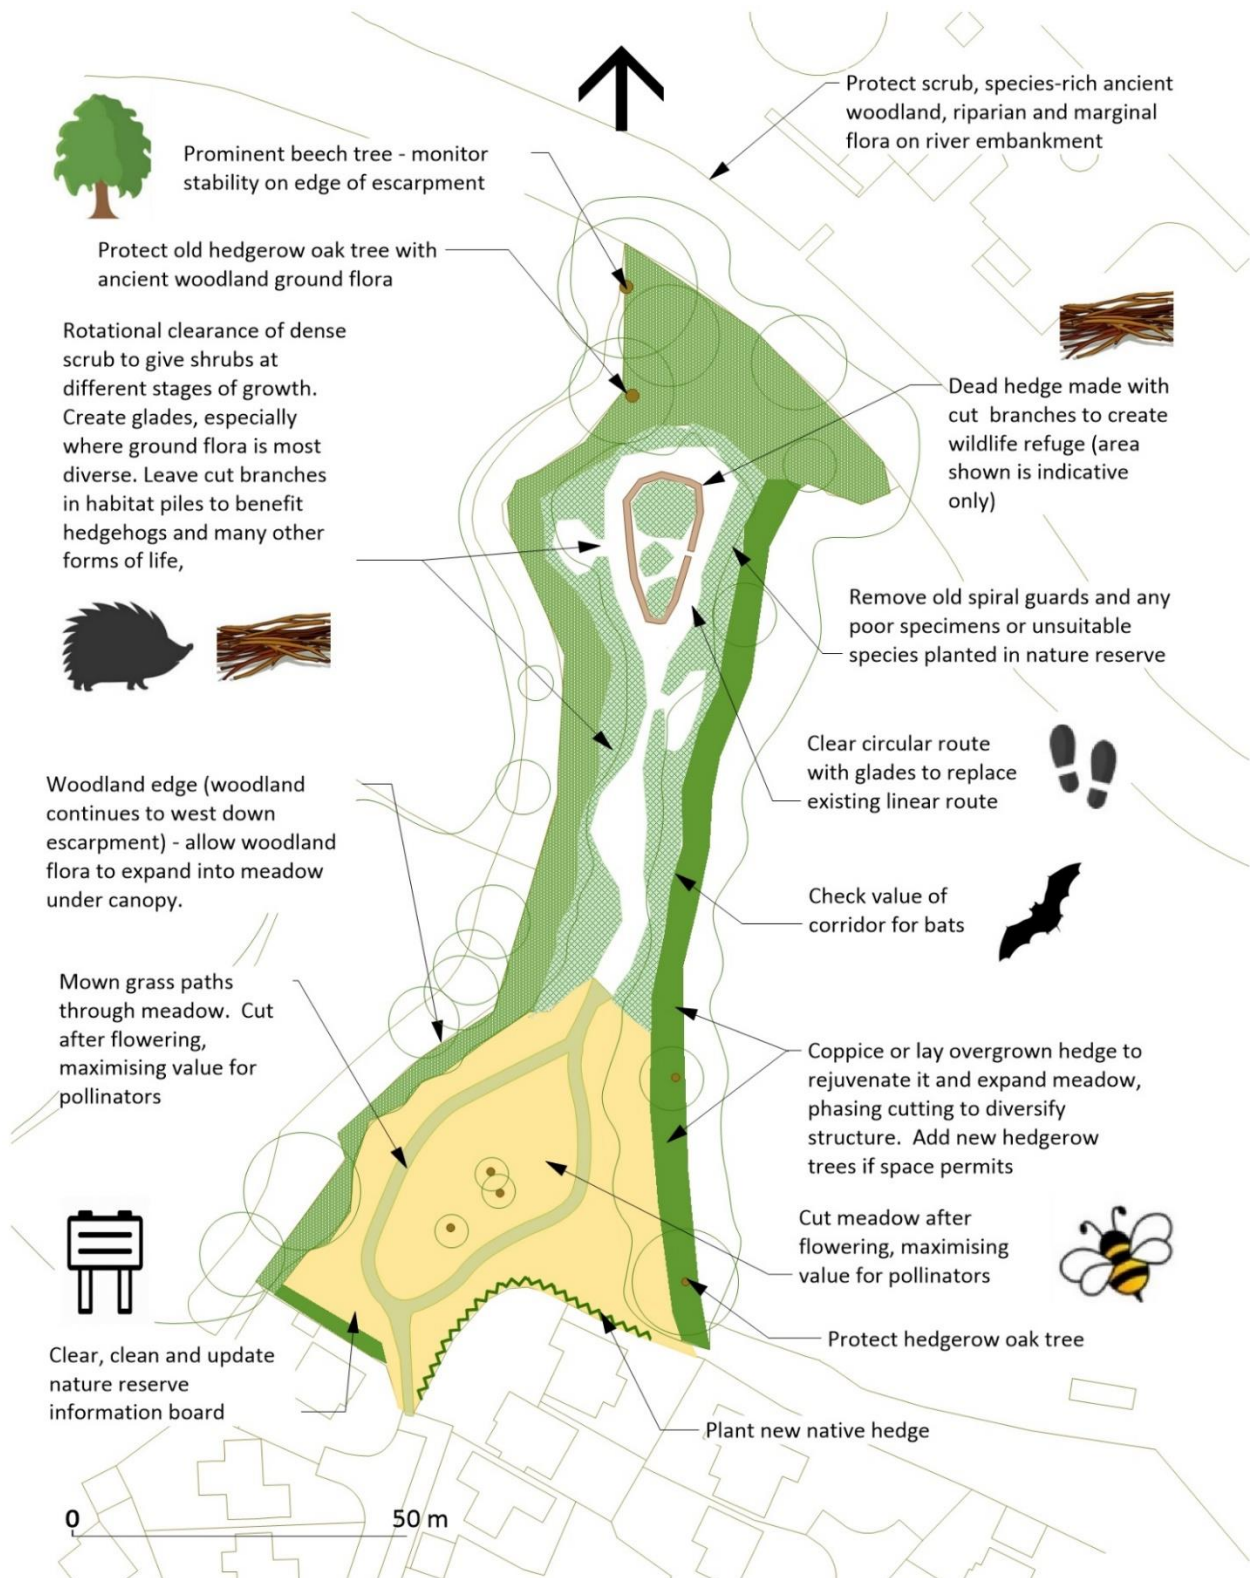 Protect scrub, species-rich ancient
woodland, riparian and marginal
flora on river embankment
Prominent beech tree - monitor
stability on edge of escarpment
Protect old hedgerow oak tree with
ancient woodland ground flora
Rotational clearance of dense
scrub to give shrubs at
different stages of growth.
Create glades, especially
where ground flora is most
diverse. Leave cut branches
in habitat piles to benefit
hedgehogs and many other
forms of life,
Dead hedge made with
cut branches to create
wildlife refuge (area
shown is indicative
only)
Remove old spiral guards and any
poor specimens or unsuitable
species planted in nature reserve
Clear circular route
with glades to replace
existing linear route
Woodland edge (woodland
continues to west down
escarpment) - allow woodland
flora to expand into meadow
under canopy.
Check value of
corridor for bats
Mown grass paths
through meadow. Cut
after flowering,
maximising value for
pollinators
Coppice or lay overgrown hedge to
rejuvenate it and expand meadow,
phasing cutting to diversify
structure. Add new hedgerow
trees if space permits
Cut meadow after
flowering, maximising
value for pollinators
Protect hedgerow oak tree
Clear, clean and update
nature reserve
information board
Plant new native hedge
0 50 m